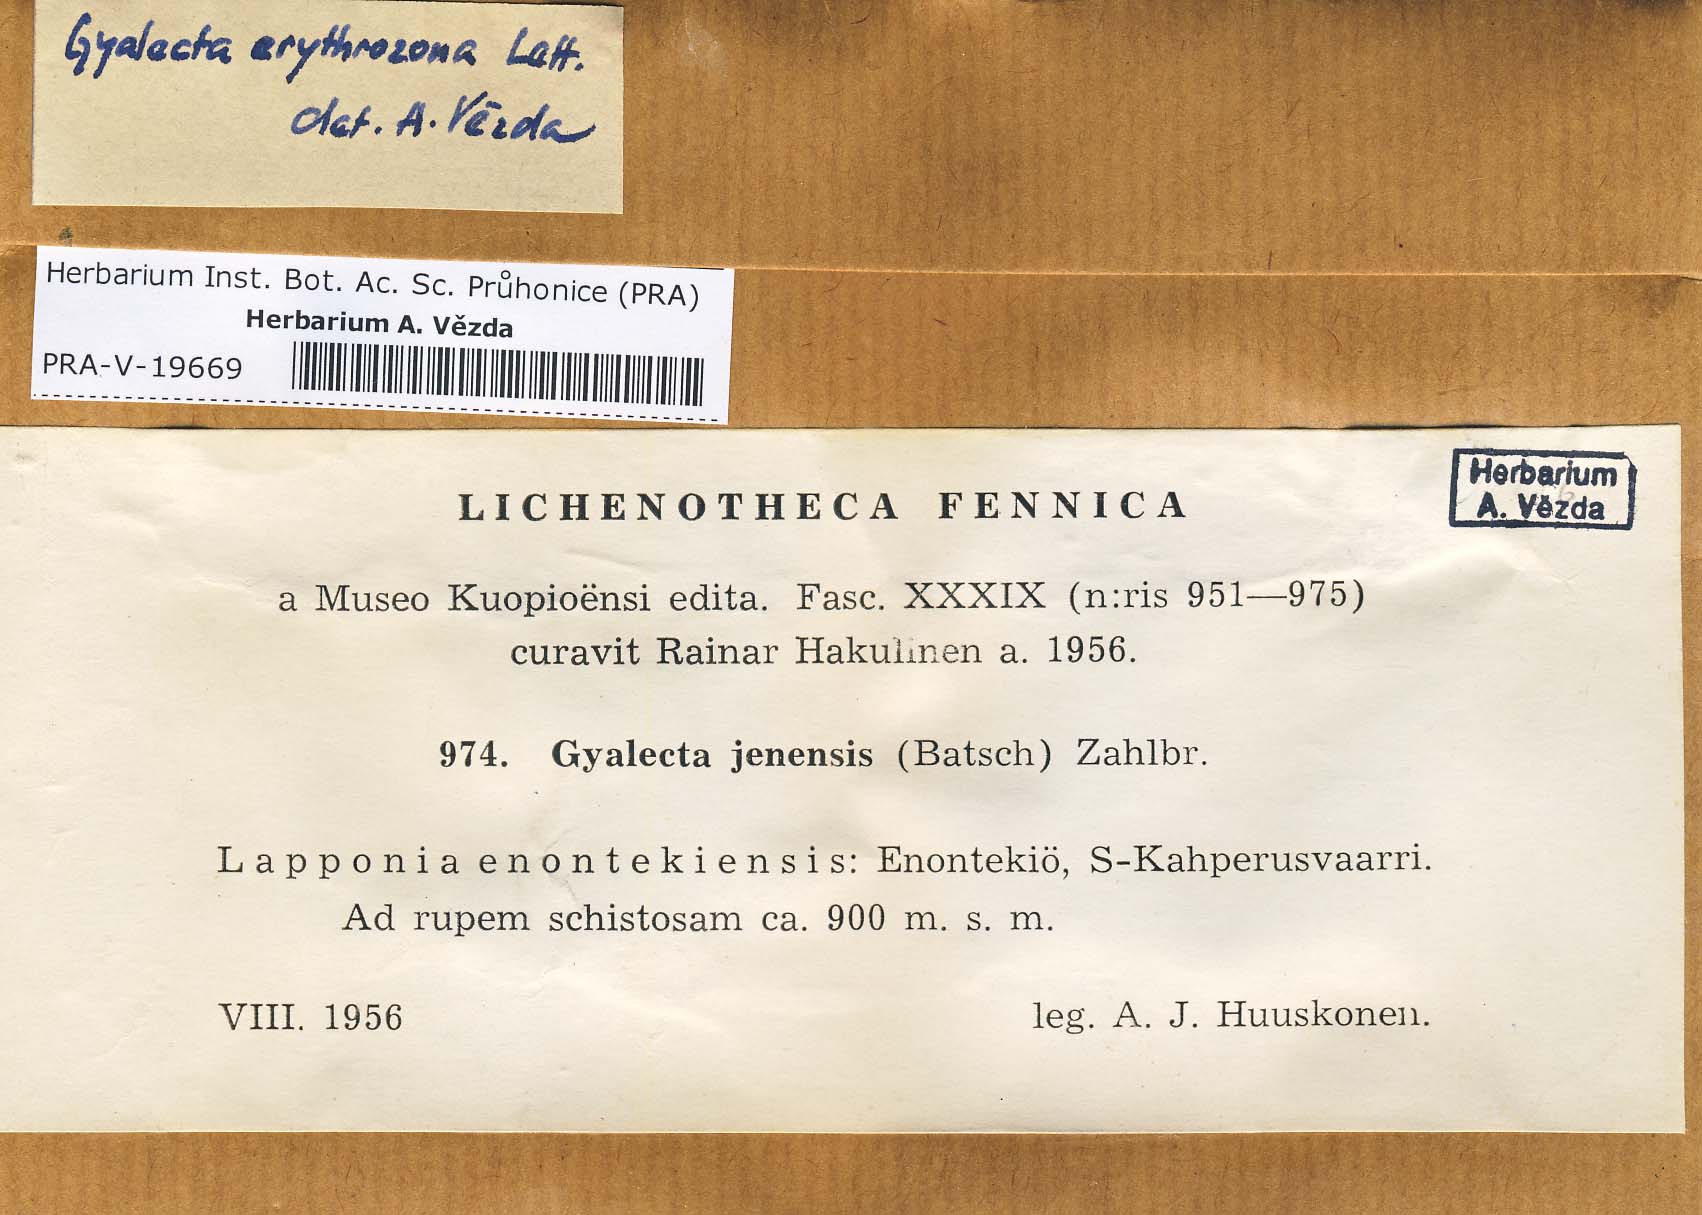 Gyalecta erythrozona Lett.
det. A. Vězda
Herbarium Inst. Bot. Ac. Sc. Průhonice (PRA)
Herbarium A. Vězda
PRA-V-19669
Herbarium
A. Vězda
LICHENOTHECA FENNICA
a Museo Kuopioënsi edita. Fasc. XXXIX (n:ris 951—975)
curavit Rainar Hakulinen a. 1956.
974. Gyalecta jenensis (Batsch) Zahlbr.
Lapponia enontekiensis: Enontekiö, S-Kahperusvaarri.
Ad rupem schistosam ca. 900 m. s. m.
VIII. 1956
leg. A. J. Huuskonen.